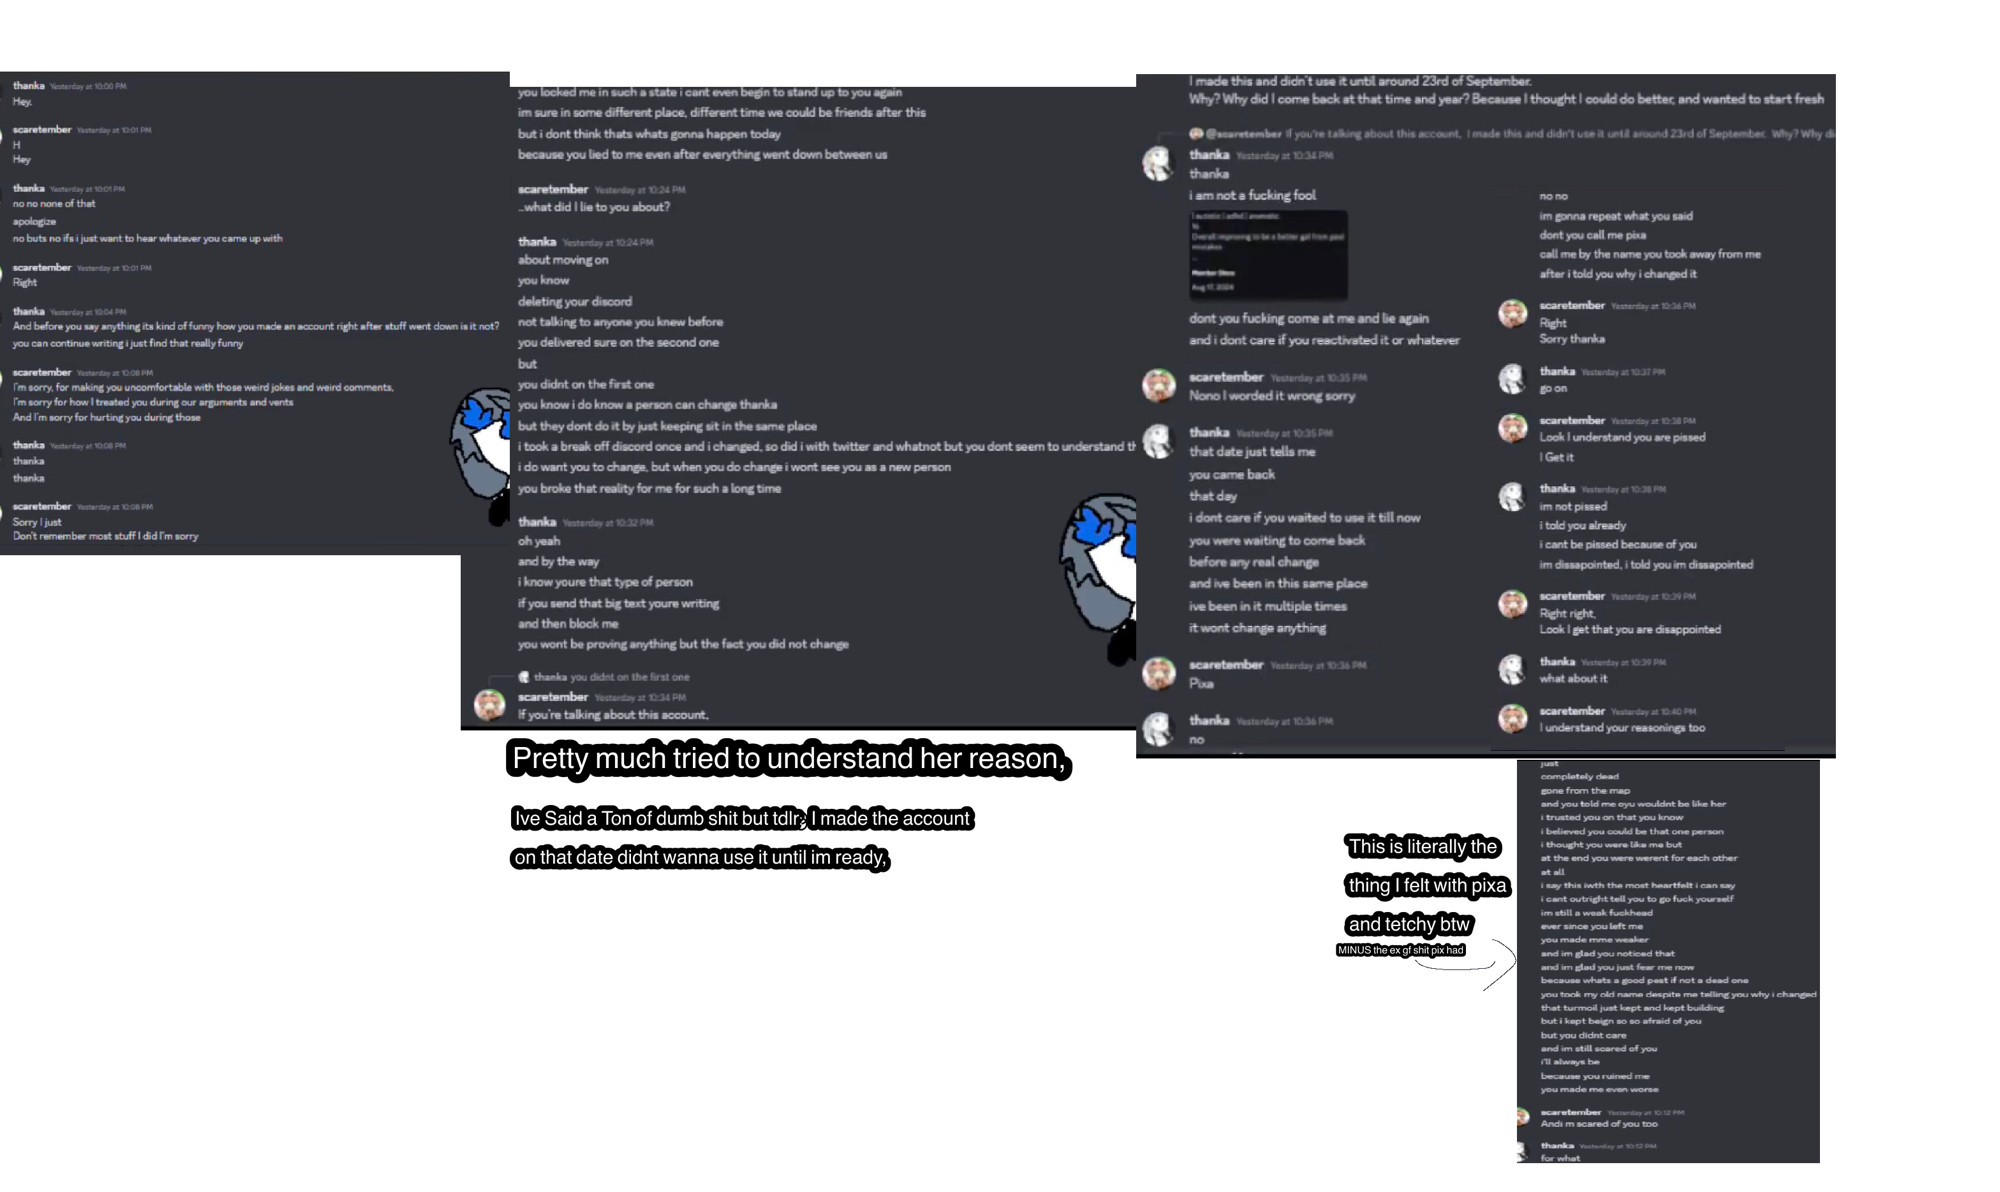 thanka Yesterday at 10:00 PM
Hey.
scaretember Yesterday at 10:01 PM
H
Hey
thanka Yesterday at 10:01 PM
no no none of that
apologize
no buts no ifs i just want to hear whatever you came up with
scaretember Yesterday at 10:01 PM
Right
thanka Yesterday at 10:04 PM
And before you say anything its kind of funny how you made an account right after stuff went down is it not?
you can continue writing i just find that really funny
scaretember Yesterday at 10:08 PM
I'm sorry, for making you uncomfortable with those weird jokes and weird comments,
I'm sorry for how I treated you during our arguments and vents
And I'm sorry for hurting you during those
thanka Yesterday at 10:08 PM
thanka
thanka
scaretember Yesterday at 10:08 PM
Sorry I just
Don't remember most stuff I did I'm sorry
you locked me in such a state i cant even begin to stand up to you again
im sure in some different place, different time we could be friends after this
but i dont think thats whats gonna happen today
because you lied to me even after everything went down between us
scaretember Yesterday at 10:24 PM
..what did I lie to you about?
thanka Yesterday at 10:24 PM
about moving on
you know
deleting your discord
not talking to anyone you knew before
you delivered sure on the second one
but
you didnt on the first one
you know i do know a person can change thanka
but they dont do it by just keeping sit in the same place
i took a break off discord once and i changed, so did i with twitter and whatnot but you dont seem to understand th
i do want you to change, but when you do change i wont see you as a new person
you broke that reality for me for such a long time
thanka Yesterday at 10:32 PM
oh yeah
and by the way
i know youre that type of person
if you send that big text youre writing
and then block me
you wont be proving anything but the fact you did not change
thanka you didnt on the first one
scaretember Yesterday at 10:34 PM
If you're talking about this account,
Pretty much tried to understand her reason,
Ive Said a Ton of dumb shit but tdlr; I made the account
on that date didnt wanna use it until im ready,
I made this and didn't use it until around 23rd of September.
Why? Why did I come back at that time and year? Because I thought I could do better, and wanted to start fresh
@scaretember If you're talking about this account, I made this and didn't use it until around 23rd of September. Why? Why di
thanka Yesterday at 10:34 PM
thanka
i am not a fucking fool
Overall improving to be a better gal from past
mistakes
Member Since
Aug 17, 2024
dont you fucking come at me and lie again
and i dont care if you reactivated it or whatever
scaretember Yesterday at 10:35 PM
Nono I worded it wrong sorry
thanka Yesterday at 10:35 PM
that date just tells me
you came back
that day
i dont care if you waited to use it till now
you were waiting to come back
before any real change
and ive been in this same place
ive been in it multiple times
it wont change anything
scaretember Yesterday at 10:36 PM
Pixa
thanka Yesterday at 10:36 PM
no
no no
im gonna repeat what you said
dont you call me pixa
call me by the name you took away from me
after i told you why i changed it
scaretember Yesterday at 10:36 PM
Right
Sorry thanka
thanka Yesterday at 10:37 PM
go on
scaretember Yesterday at 10:38 PM
Look I understand you are pissed
I Get it
thanka Yesterday at 10:38 PM
im not pissed
i told you already
i cant be pissed because of you
im dissapointed, i told you im dissapointed
scaretember Yesterday at 10:39 PM
Right right,
Look I get that you are disappointed
thanka Yesterday at 10:39 PM
what about it
scaretember Yesterday at 10:40 PM
I understand your reasonings too
This is literally the
thing I felt with pixa
and tetchy btw
MINUS the ex gf shit pix had
just
completely dead
gone from the map
and you told me oyu wouldnt be like her
i trusted you on that you know
i believed you could be that one person
i thought you were like me but
at the end you were werent for each other
at all
i say this iwth the most heartfelt i can say
i cant outright tell you to go fuck yourself
im still a weak fuckhead
ever since you left me
you made mme weaker
and im glad you noticed that
and im glad you just fear me now
because whats a good pest if not a dead one
you took my old name despite me telling you why i changed
that turmoil just kept and kept building
but i kept beign so so afraid of you
but you didnt care
and im still scared of you
i'll always be
because you ruined me
you made me even worse
scaretember Yesterday at 10:12 PM
Andi m scared of you too
thanka Yesterday at 10:12 PM
for what